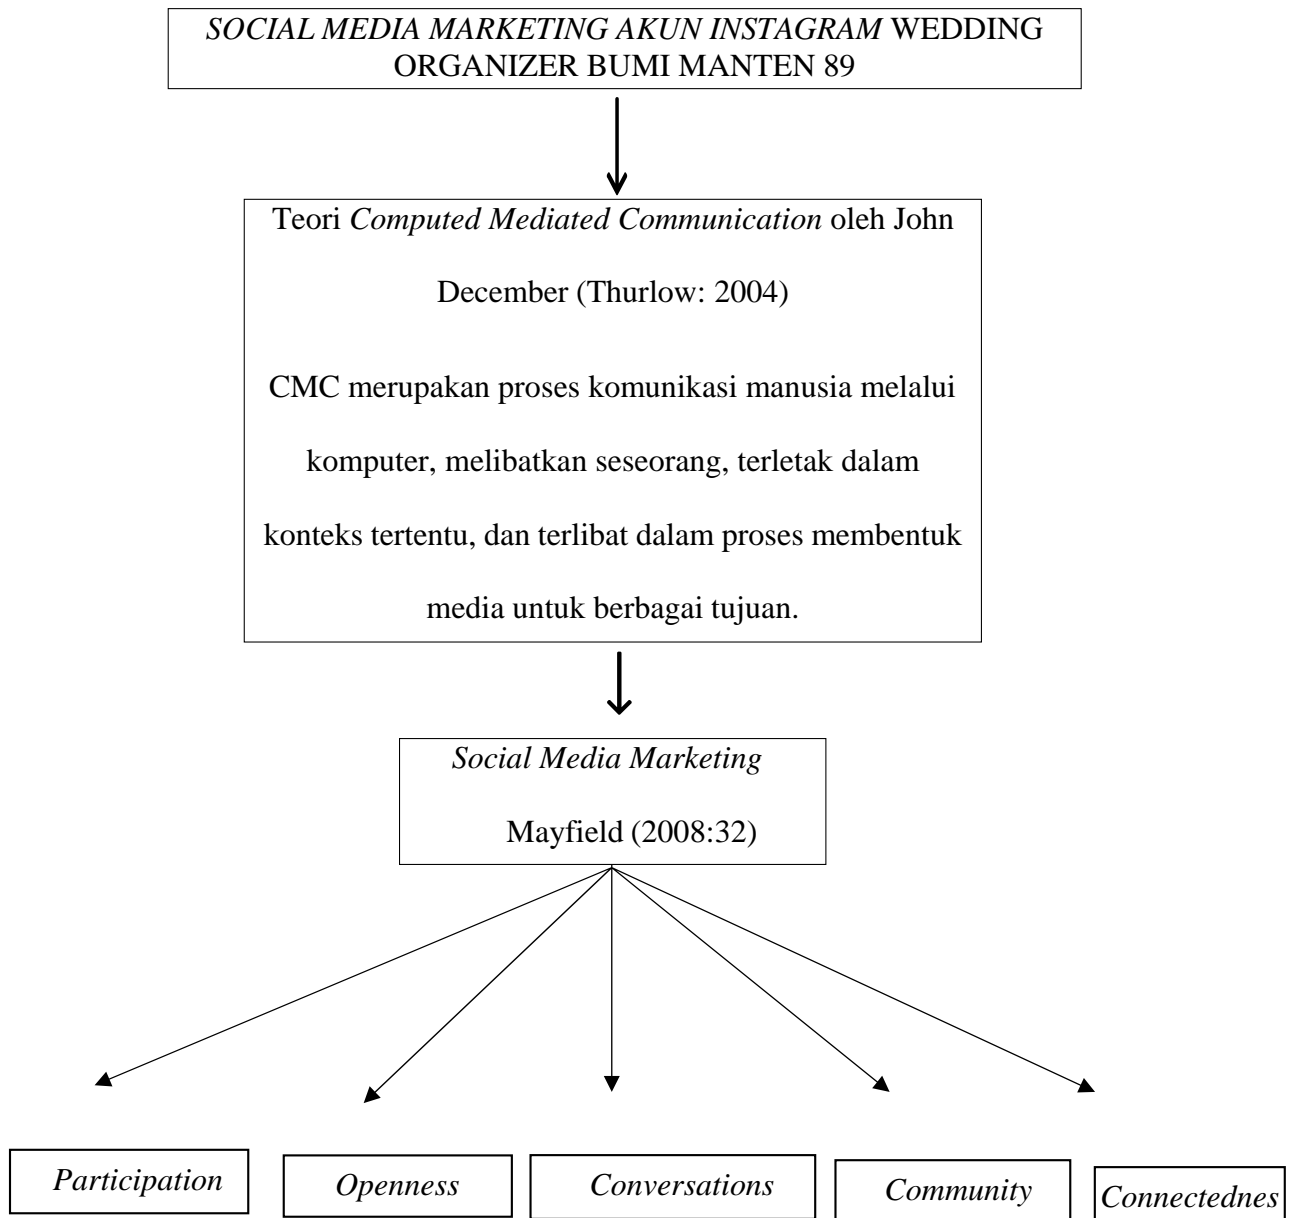 SOCIAL MEDIA MARKETING AKUN INSTAGRAM WEDDING
ORGANIZER BUMI MANTEN 89
Teori Computed Mediated Communication oleh John
December (Thurlow: 2004)
CMC merupakan proses komunikasi manusia melalui
komputer, melibatkan seseorang, terletak dalam
konteks tertentu, dan terlibat dalam proses membentuk
media untuk berbagai tujuan.
Social Media Marketing
Mayfield (2008:32)
Participation
Openness
Conversations
Community
Connectednes